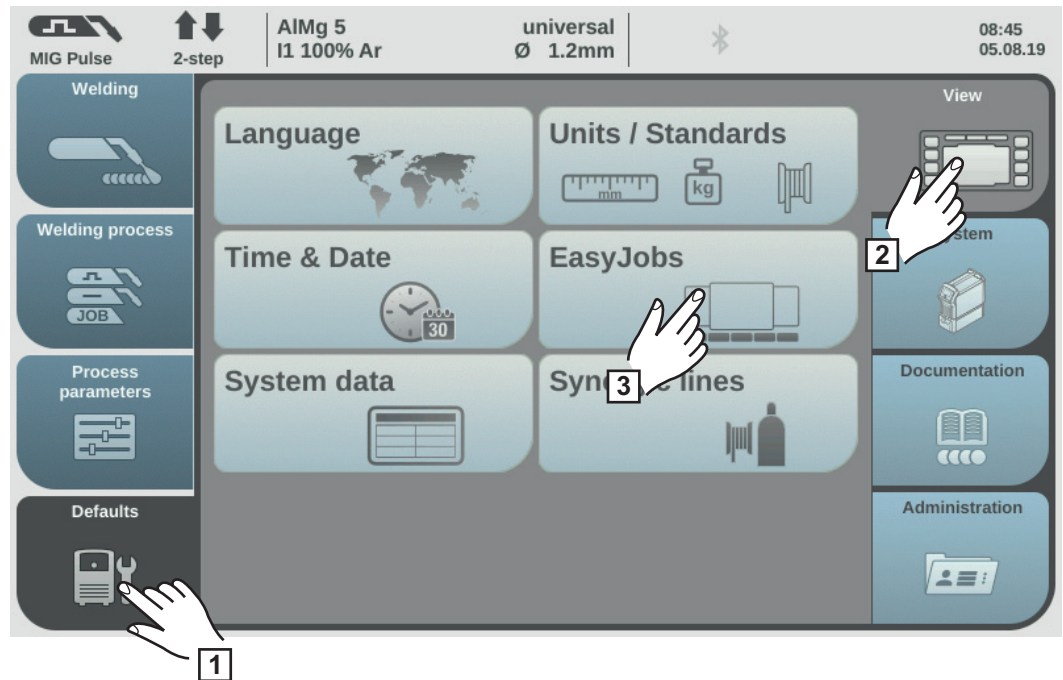 MIG Pulse
2-step
AlMg 5
I1 100% Ar
universal
Ø 1.2mm
08:45
05.08.19
Welding
Welding process
JOB
Process
parameters
Defaults
Language
Units / Standards
mm
kg
Time & Date
30
EasyJobs
System data
lines
View
Documentation
Administration
1
2
3